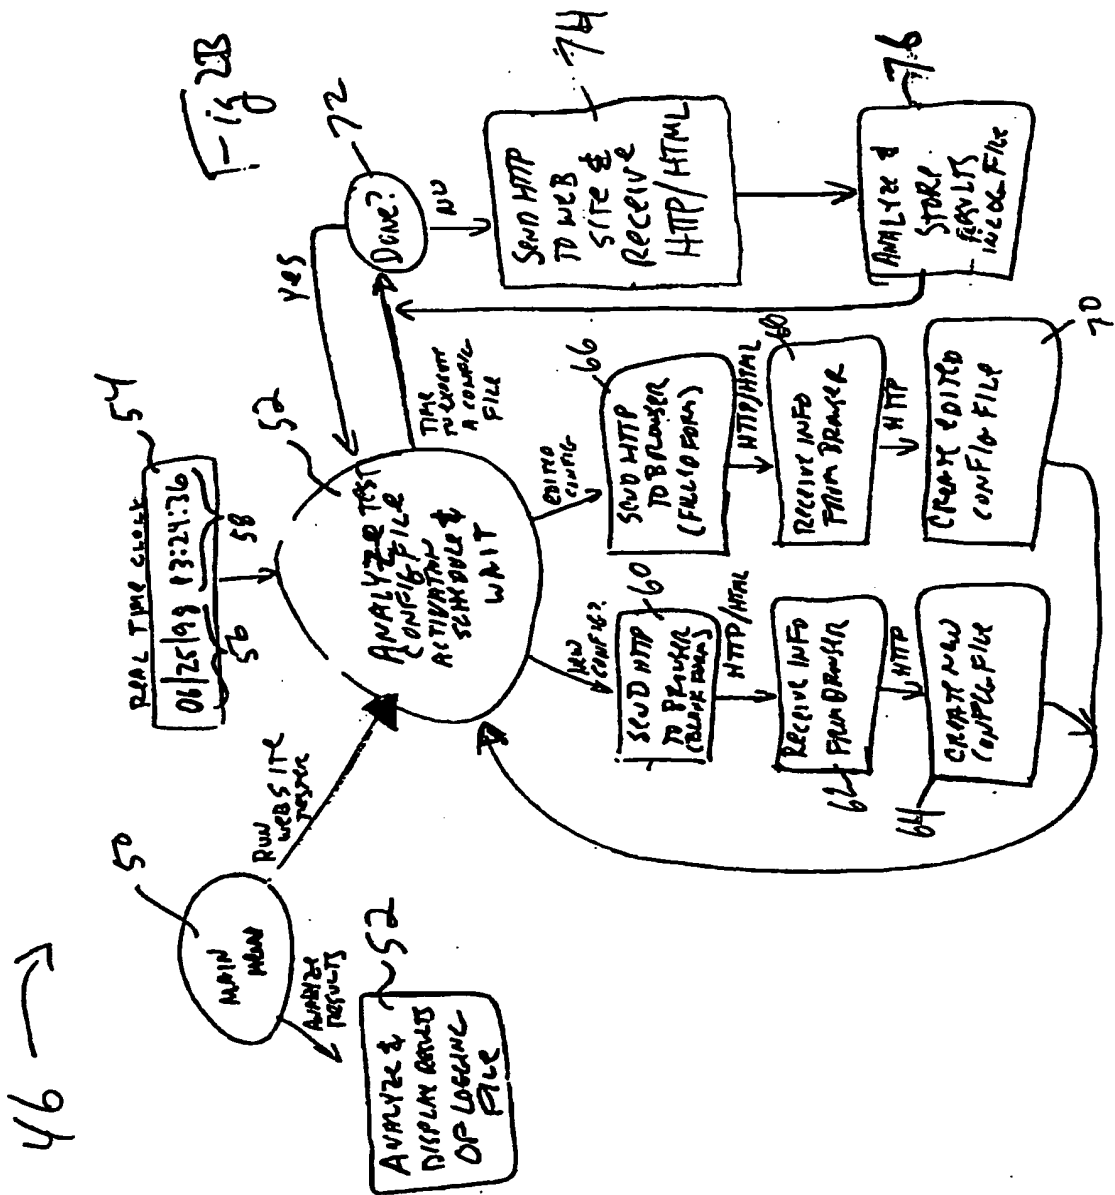 46
Fig 2B
50
MAIN
MENU
RUN
WEB SITE
TESTER
ANALYZE
RESULTS
52
ANALYZE &
DISPLAY RESULTS
OF LOGGING
FILE
REAL TIME CLOCK
54
06/25/98 13:24:36
56
58
52
ANALYZE TEST
CONFIG FILE
ACTIVATION
SCHEDULE &
WAIT
YES
TIME
TO EXECUTE
A CONFIG
FILE
DONE?
72
NO
74
SEND HTTP
TO WEB
SITE &
RECEIVE
HTTP/HTML
76
ANALYZE &
STORE
RESULTS
IN LOG FILE
NEW
CONFIG?
60
SEND HTTP
TO BROWSER
(BLANK FORM)
HTTP/HTML
RECEIVE INFO
FROM BROWSER
62
HTTP
CREATE NEW
CONFIG FILE
64
EDITED
CONFIG
66
SEND HTTP
TO BROWSER
(FILLED FORM)
HTTP/HTML
RECEIVE INFO
FROM BROWSER
HTTP
CREATE EDITED
CONFIG FILE
70